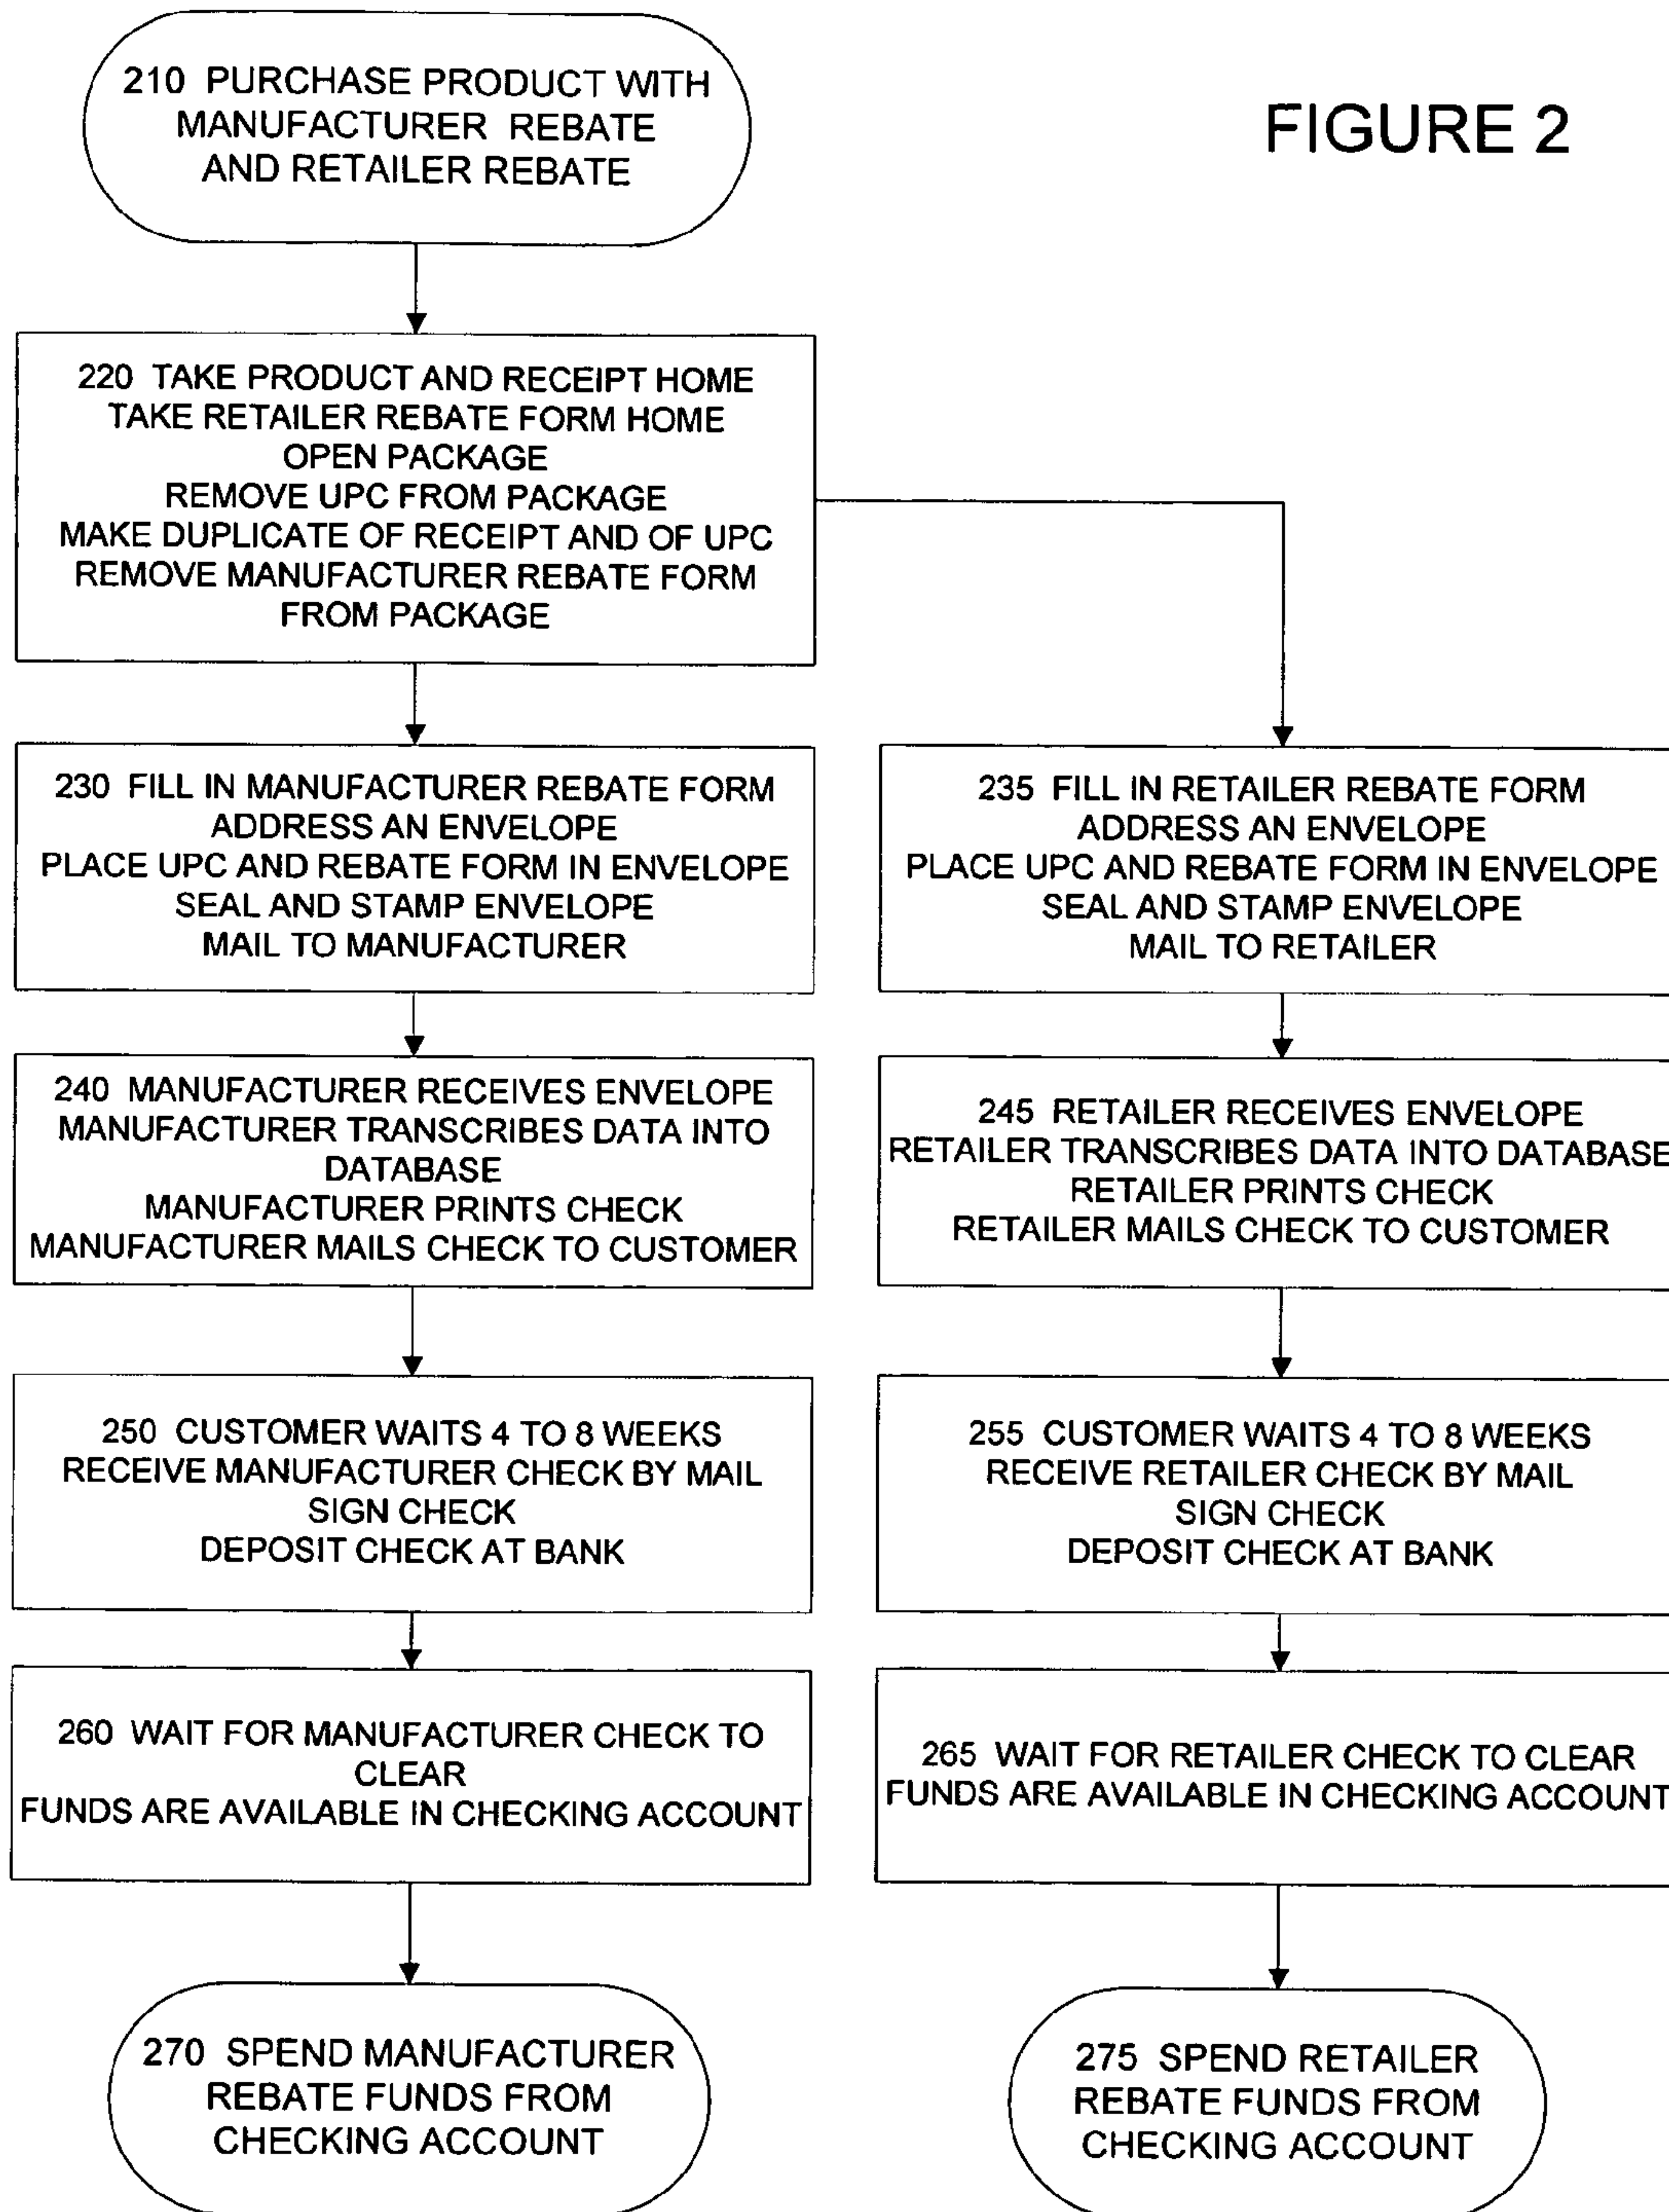 FIGURE 2
210 PURCHASE PRODUCT WITH
MANUFACTURER REBATE
AND RETAILER REBATE
220 TAKE PRODUCT AND RECEIPT HOME
TAKE RETAILER REBATE FORM HOME
OPEN PACKAGE
REMOVE UPC FROM PACKAGE
MAKE DUPLICATE OF RECEIPT AND OF UPC
REMOVE MANUFACTURER REBATE FORM
FROM PACKAGE
230 FILL IN MANUFACTURER REBATE FORM
ADDRESS AN ENVELOPE
PLACE UPC AND REBATE FORM IN ENVELOPE
SEAL AND STAMP ENVELOPE
MAIL TO MANUFACTURER
235 FILL IN RETAILER REBATE FORM
ADDRESS AN ENVELOPE
PLACE UPC AND REBATE FORM IN ENVELOPE
SEAL AND STAMP ENVELOPE
MAIL TO RETAILER
240 MANUFACTURER RECEIVES ENVELOPE
MANUFACTURER TRANSCRIBES DATA INTO
DATABASE
MANUFACTURER PRINTS CHECK
MANUFACTURER MAILS CHECK TO CUSTOMER
245 RETAILER RECEIVES ENVELOPE
RETAILER TRANSCRIBES DATA INTO DATABASE
RETAILER PRINTS CHECK
RETAILER MAILS CHECK TO CUSTOMER
250 CUSTOMER WAITS 4 TO 8 WEEKS
RECEIVE MANUFACTURER CHECK BY MAIL
SIGN CHECK
DEPOSIT CHECK AT BANK
255 CUSTOMER WAITS 4 TO 8 WEEKS
RECEIVE RETAILER CHECK BY MAIL
SIGN CHECK
DEPOSIT CHECK AT BANK
260 WAIT FOR MANUFACTURER CHECK TO
CLEAR
FUNDS ARE AVAILABLE IN CHECKING ACCOUNT
265 WAIT FOR RETAILER CHECK TO CLEAR
FUNDS ARE AVAILABLE IN CHECKING ACCOUNT
270 SPEND MANUFACTURER
REBATE FUNDS FROM
CHECKING ACCOUNT
275 SPEND RETAILER
REBATE FUNDS FROM
CHECKING ACCOUNT